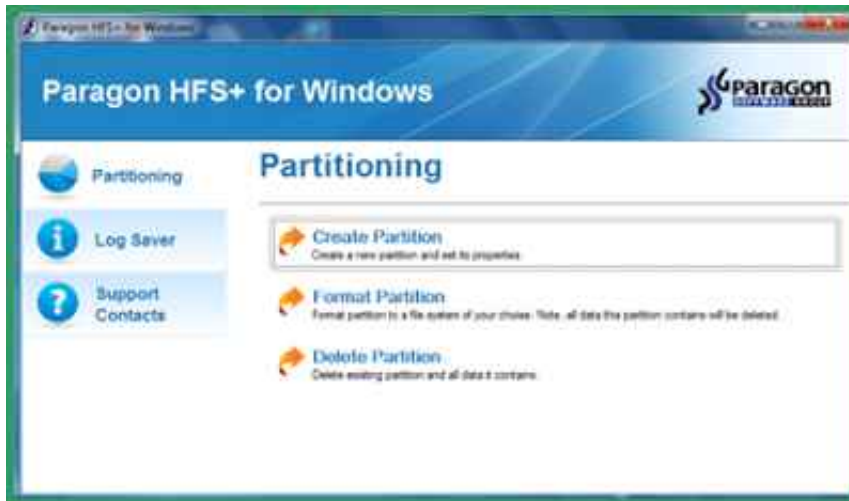 Paragon HFS+ for Windows
Paragon HFS+ for Windows
Paragon
SOFTWARE GROUP
Partitioning
Log Saver
Support
Contacts
Partitioning
Create Partition
Create a new partition and set its properties.
Format Partition
Format partition to a file system of your choice. Note, all data this partition contains will be deleted.
Delete Partition
Delete existing partition and all data it contains.